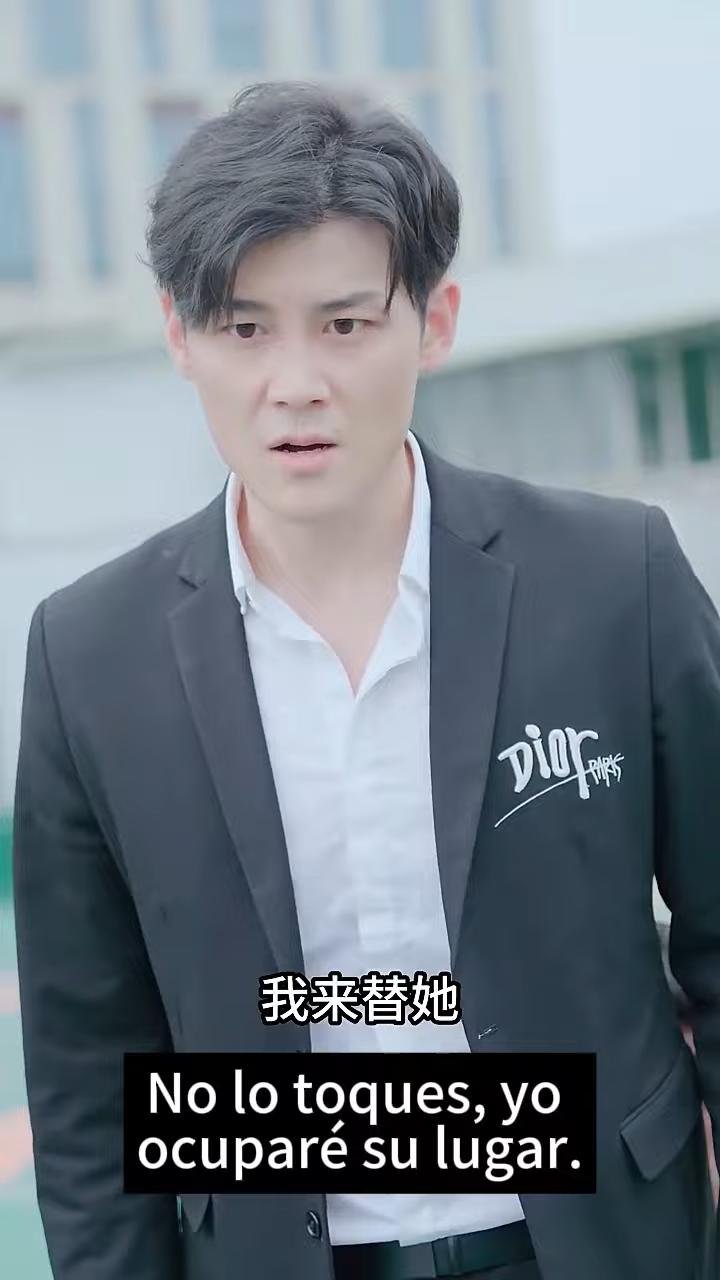 Dior PARIS
我来替她
No lo toques, yo
ocuparé su lugar.